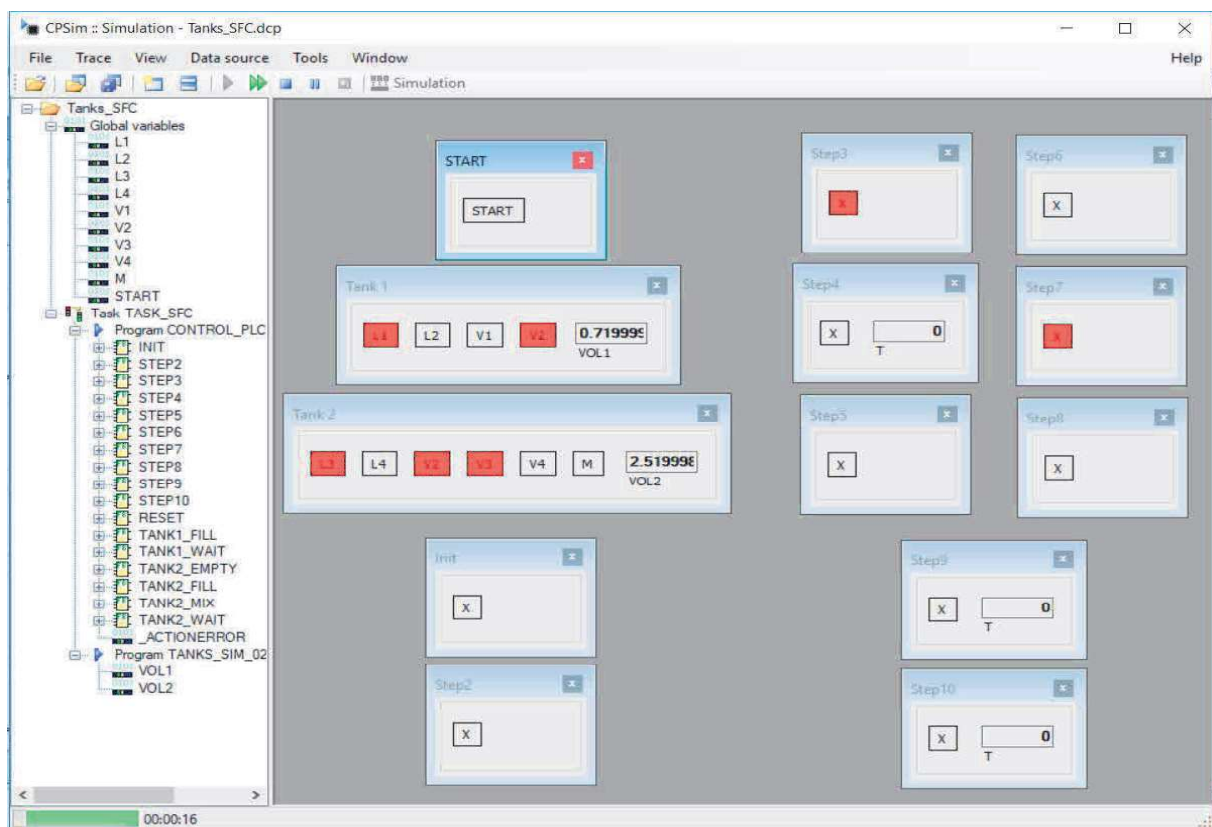 CPSim :: Simulation - Tanks_SFC.dcp
File Trace View Data source Tools Window Help
Simulation
Tanks_SFC
Global variables
L1
L2
L3
L4
V1
V2
V3
V4
M
START
Task TASK_SFC
Program CONTROL_PLC
INIT
STEP2
STEP3
STEP4
STEP5
STEP6
STEP7
STEP8
STEP9
STEP10
RESET
TANK1_FILL
TANK1_WAIT
TANK2_EMPTY
TANK2_FILL
TANK2_MIX
TANK2_WAIT
_ACTIONERROR
Program TANKS_SIM_02
VOL1
VOL2
START
START
Tank 1
L1 L2 V1 V2 0.719999
VOL1
Tank 2
L3 L4 V2 V3 V4 M 2.519998
VOL2
Init
X
Step2
X
Step3
X
Step4
X 0
T
Step5
X
Step6
X
Step7
X
Step8
X
Step9
X 0
T
Step10
X 0
T
00:00:16